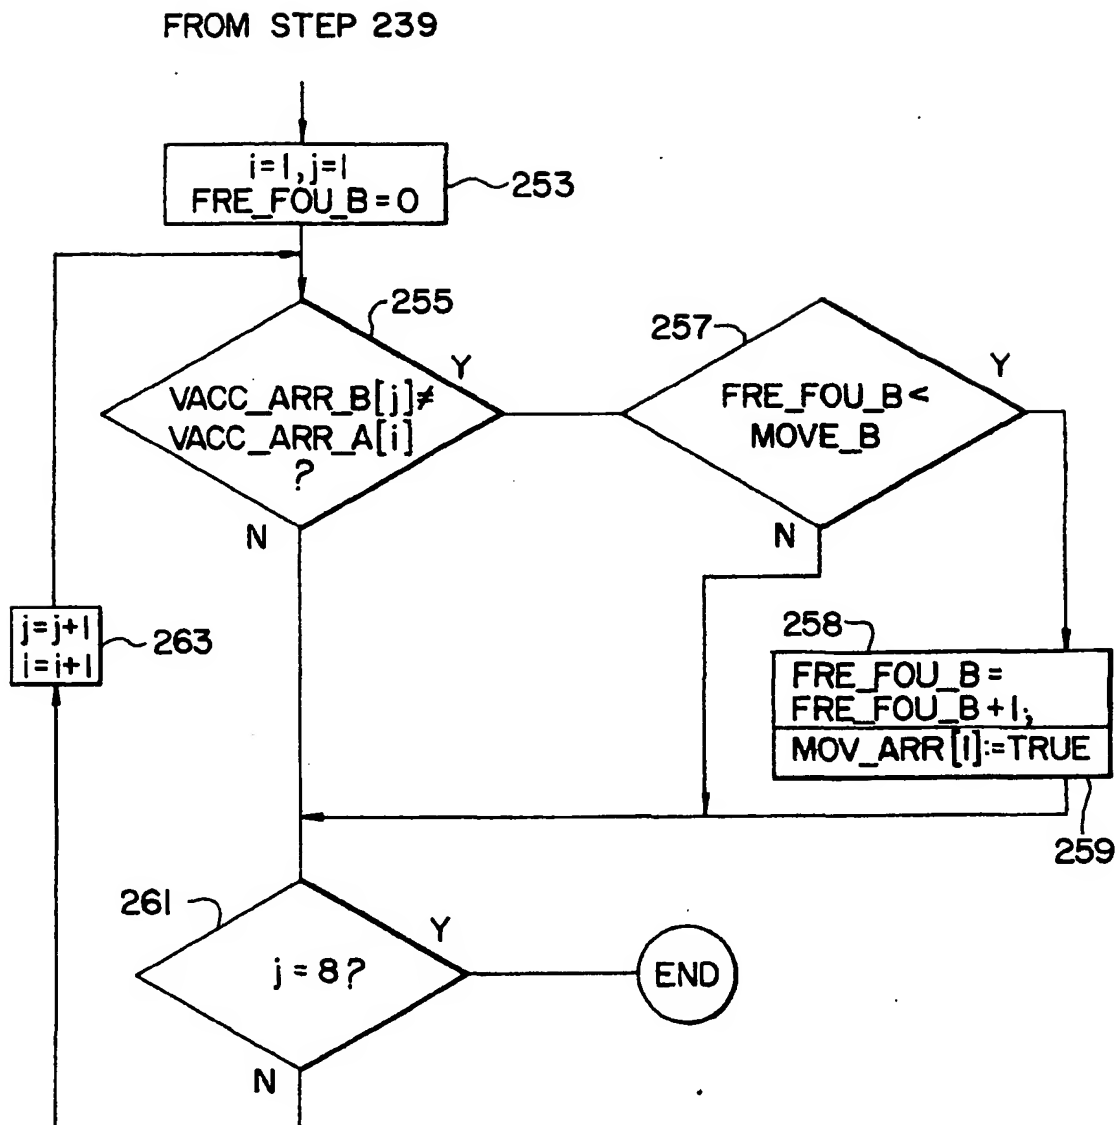 FROM STEP 239
i=1, j=1
FRE_FOU_B=0
253
255
VACC_ARR_B[j]≠
VACC_ARR_A[i]
?
Y
N
257
FRE_FOU_B<
MOVE_B
Y
N
j=j+1
i=i+1
263
258
FRE_FOU_B=
FRE_FOU_B+1;
MOV_ARR[i]:=TRUE
259
261
j=8?
Y
END
N